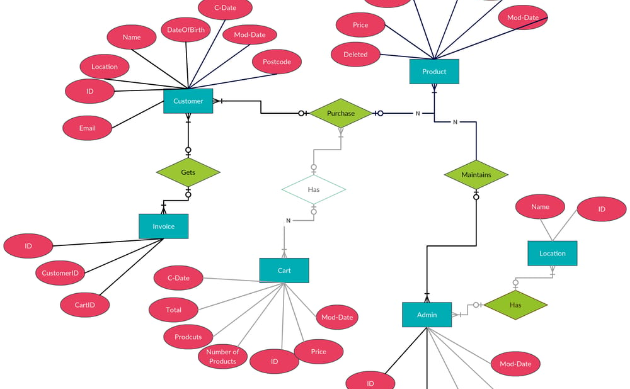 C-Date
Mod-Date
DateOfBirth
Price
Name
Mod-Date
Deleted
Postcode
Location
Product
ID
Customer
Purchase
N
N
Email
Gets
Maintains
Has
Name
ID
N
Invoice
ID
Location
CustomerID
Cart
C-Date
CartID
Has
Total
Admin
Mod-Date
Prodcuts
Price
Number of
Products
ID
Mod-Date
ID